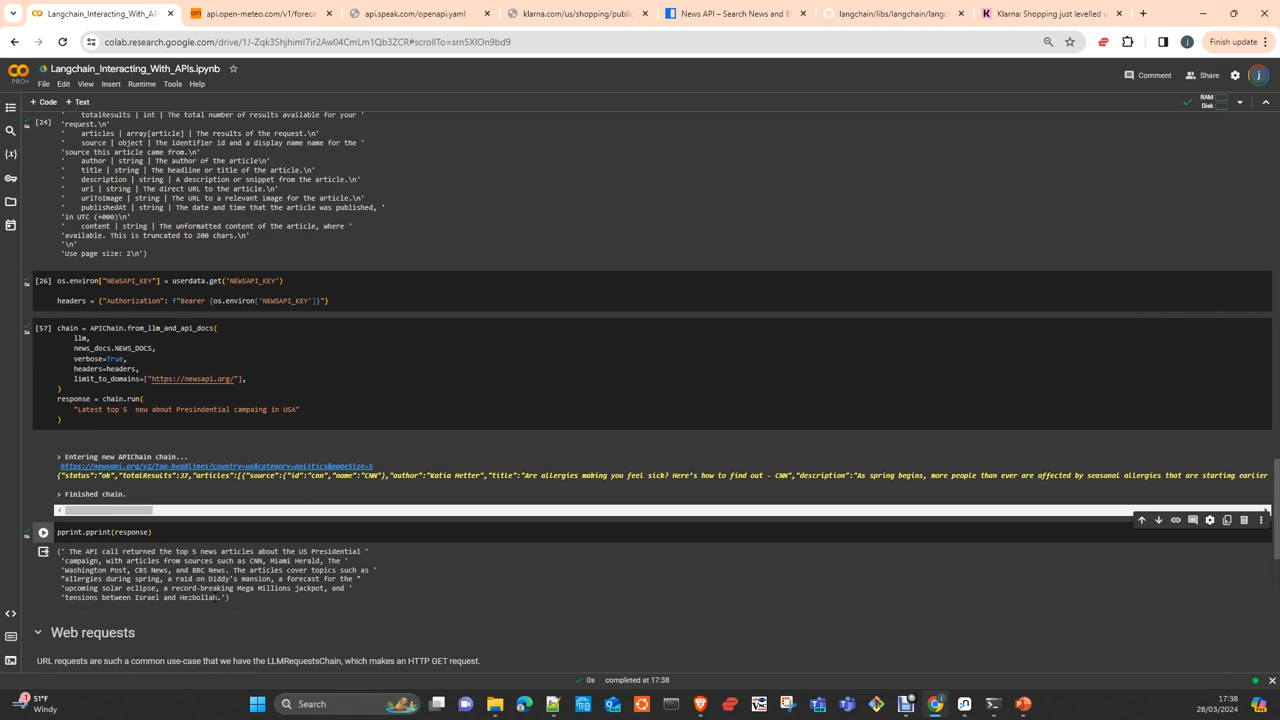 Langchain_Interacting_With_APIs
api.open-meteo.com/v1/foreca
api.speak.com/openapi.yaml
klarna.com/us/shopping/public
News API – Search News and B
langchain/libs/langchain/lang
Klarna: Shopping just levelled u
colab.research.google.com/drive/
Finish update
Langchain_Interacting_With_APIs.ipynb
PRO+
File Edit View Insert Runtime Tools Help
Comment
Share
+ Code + Text
RAM
Disk
[24]
' totalResults | int | The total number of results available for your '
'request.\n'
' articles | array[article] | The results of the request.\n'
' source | object | The identifier id and a display name name for the '
'source this article came from.\n'
' author | string | The author of the article\n'
' title | string | The headline or title of the article.\n'
' description | string | A description or snippet from the article.\n'
' url | string | The direct URL to the article.\n'
' urlToImage | string | The URL to a relevant image for the article.\n'
' publishedAt | string | The date and time that the article was published, '
'in UTC (+000)\n'
' content | string | The unformatted content of the article, where '
'available. This is truncated to 200 chars.\n'
'\n'
'Use page size: 2\n')
[26] os.environ["NEWSAPI_KEY"] = userdata.get('NEWSAPI_KEY')
headers = {"Authorization": f"Bearer {os.environ['NEWSAPI_KEY']}"}
[57] chain = APIChain.from_llm_and_api_docs(
llm,
news_docs.NEWS_DOCS,
verbose=True,
headers=headers,
limit_to_domains=["https://newsapi.org/"],
)
response = chain.run(
"Latest top 5  new about Presindential campaing in USA"
)
> Entering new APIChain chain...
https://newsapi.org/v2/top-headlines?country=us&category=politics&pageSize=5
{"status":"ok","totalResults":37,"articles":[{"source":{"id":"cnn","name":"CNN"},"author":"Katia Hetter","title":"Are allergies making you feel sick? Here's how to find out - CNN","description":"As spring begins, more people than ever are affected by seasonal allergies that are starting earlier
> Finished chain.
pprint.pprint(response)
(' The API call returned the top 5 news articles about the US Presidential '
'campaign, with articles from sources such as CNN, Miami Herald, The '
'Washington Post, CBS News, and BBC News. The articles cover topics such as '
"allergies during spring, a raid on Diddy's mansion, a forecast for the "
'upcoming solar eclipse, a record-breaking Mega Millions jackpot, and '
'tensions between Israel and Hezbollah.')
Web requests
URL requests are such a common use-case that we have the LLMRequestsChain, which makes an HTTP GET request.
0s completed at 17:38
51°F
Windy
Search
17:38
28/03/2024